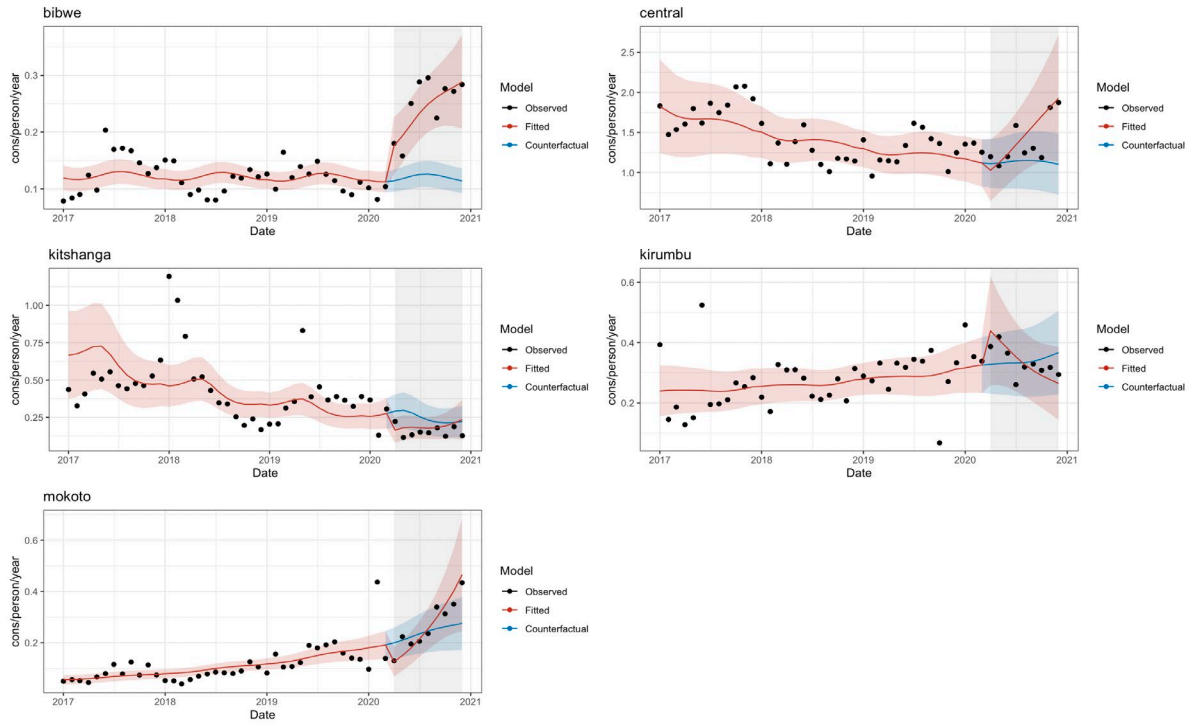 bibwe
cons/person/year
0.3
0.2
0.1
2017 2018 2019 2020 2021
Date
Model
Observed
Fitted
Counterfactual
central
cons/person/year
2.5
2.0
1.5
1.0
2017 2018 2019 2020 2021
Date
Model
Observed
Fitted
Counterfactual
kitshanga
cons/person/year
1.00
0.75
0.50
0.25
2017 2018 2019 2020 2021
Date
Model
Observed
Fitted
Counterfactual
kirumbu
cons/person/year
0.6
0.4
0.2
2017 2018 2019 2020 2021
Date
Model
Observed
Fitted
Counterfactual
mokoto
cons/person/year
0.6
0.4
0.2
2017 2018 2019 2020 2021
Date
Model
Observed
Fitted
Counterfactual